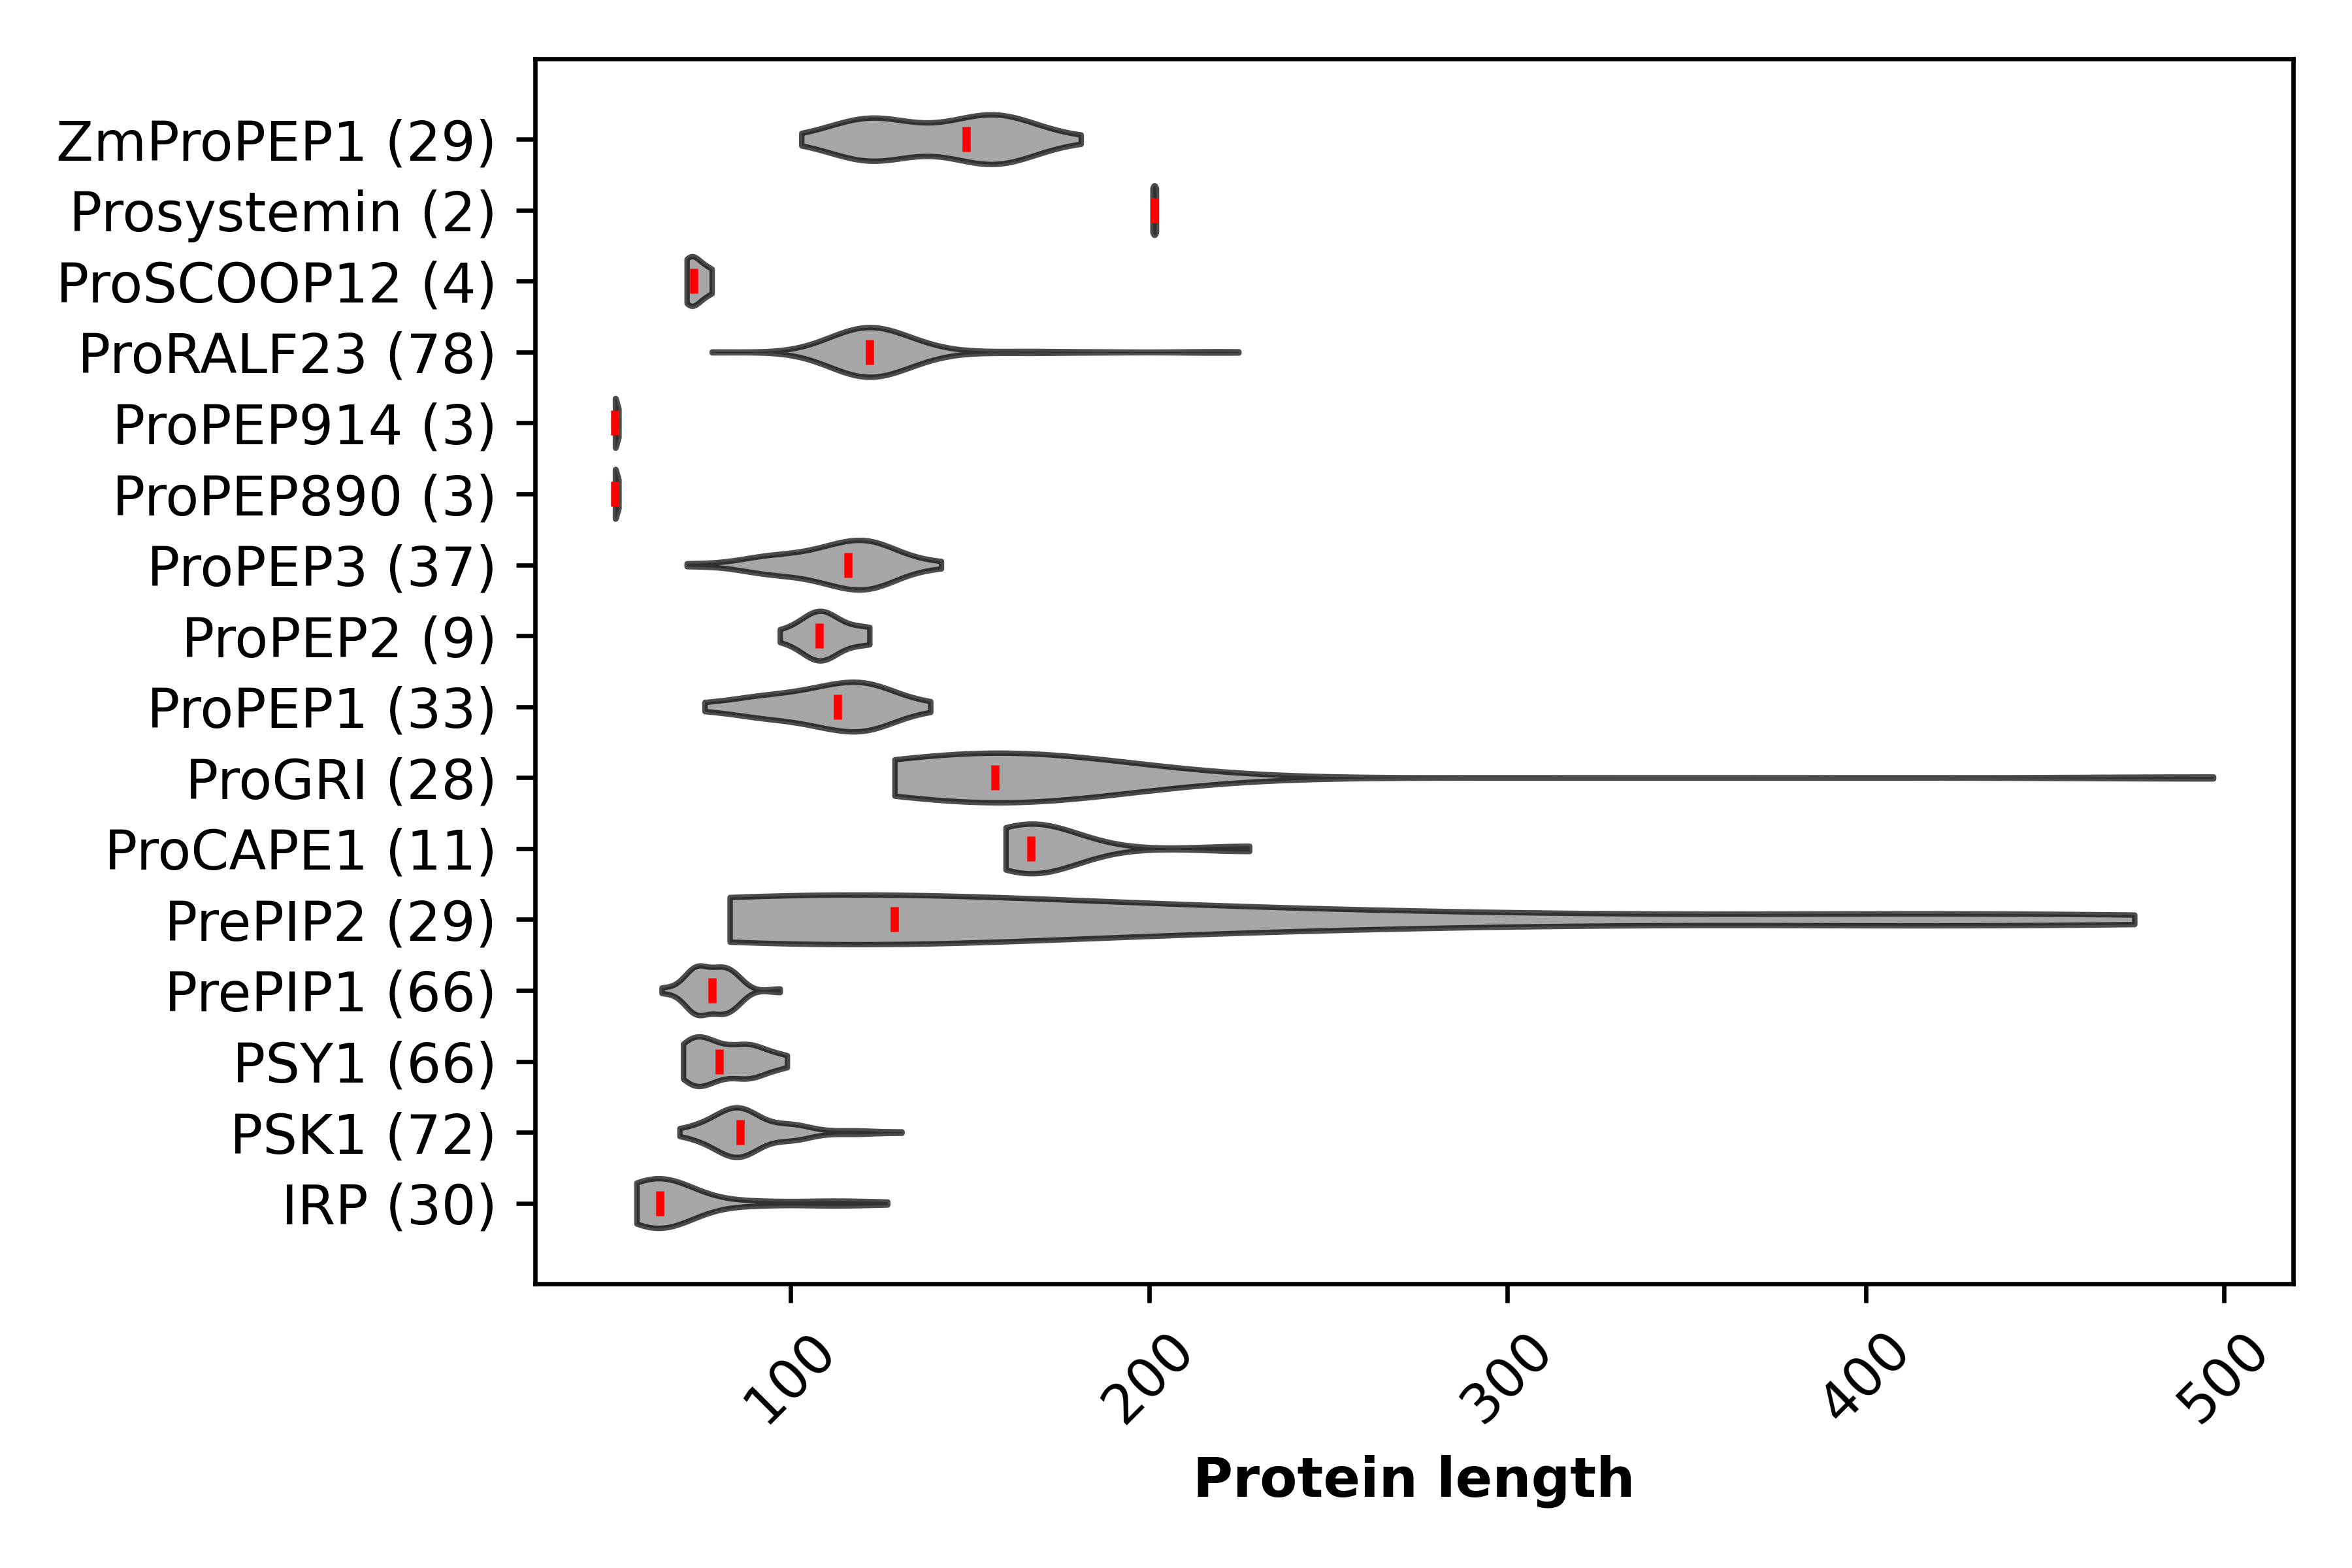 ZmProPEP1 (29)
Prosystemin (2)
ProSCOOP12 (4)
ProRALF23 (78)
ProPEP914 (3)
ProPEP890 (3)
ProPEP3 (37)
ProPEP2 (9)
ProPEP1 (33)
ProGRI (28)
ProCAPE1 (11)
PrePIP2 (29)
PrePIP1 (66)
PSY1 (66)
PSK1 (72)
IRP (30)
100 200 300 400 500
Protein length